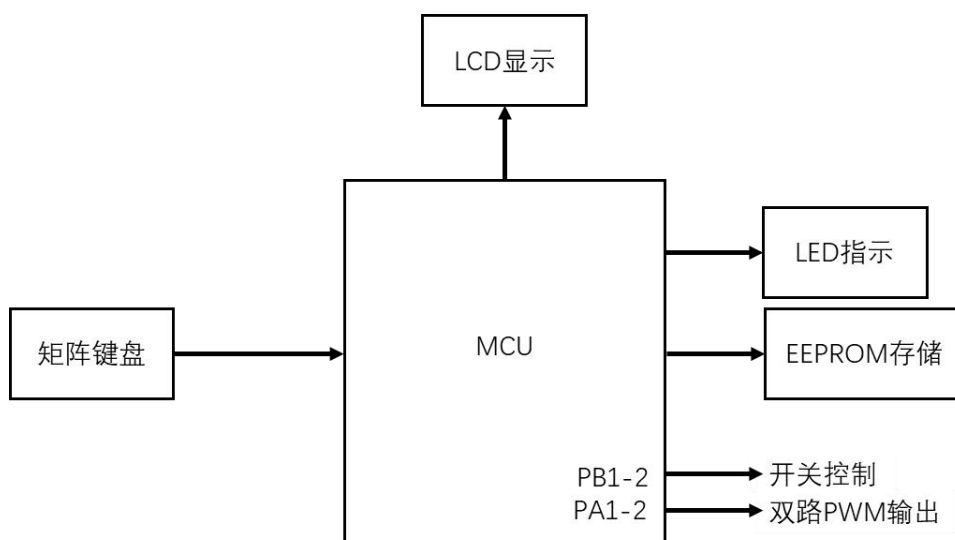 LCD显示
LED指示
矩阵键盘
MCU
EEPROM存储
PB1-2
开关控制
PA1-2
双路PWM输出